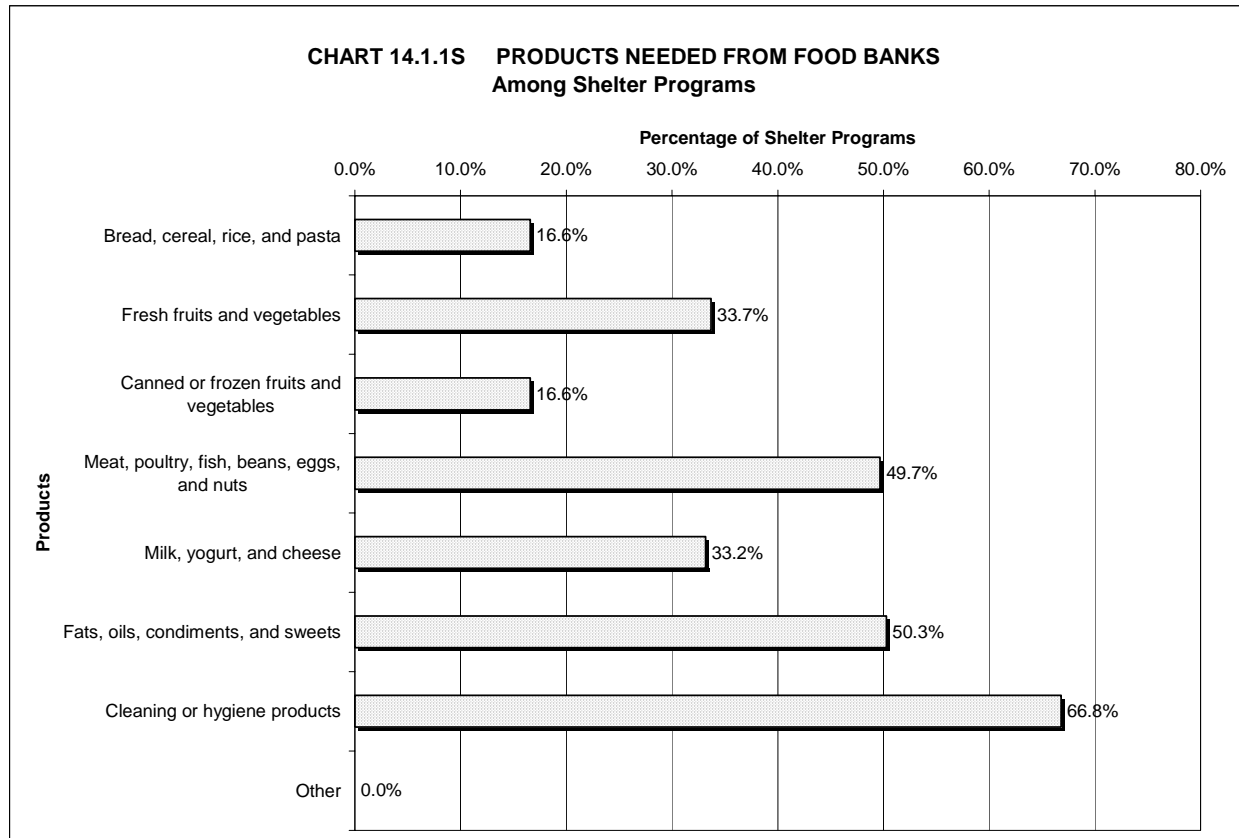 CHART 14.1.1S PRODUCTS NEEDED FROM FOOD BANKS
Among Shelter Programs
Percentage of Shelter Programs
0.0% 10.0% 20.0% 30.0% 40.0% 50.0% 60.0% 70.0% 80.0%
Bread, cereal, rice, and pasta 16.6%
Fresh fruits and vegetables 33.7%
Canned or frozen fruits and
vegetables 16.6%
Meat, poultry, fish, beans, eggs,
and nuts 49.7%
Milk, yogurt, and cheese 33.2%
Fats, oils, condiments, and sweets 50.3%
Cleaning or hygiene products 66.8%
Other 0.0%
Products